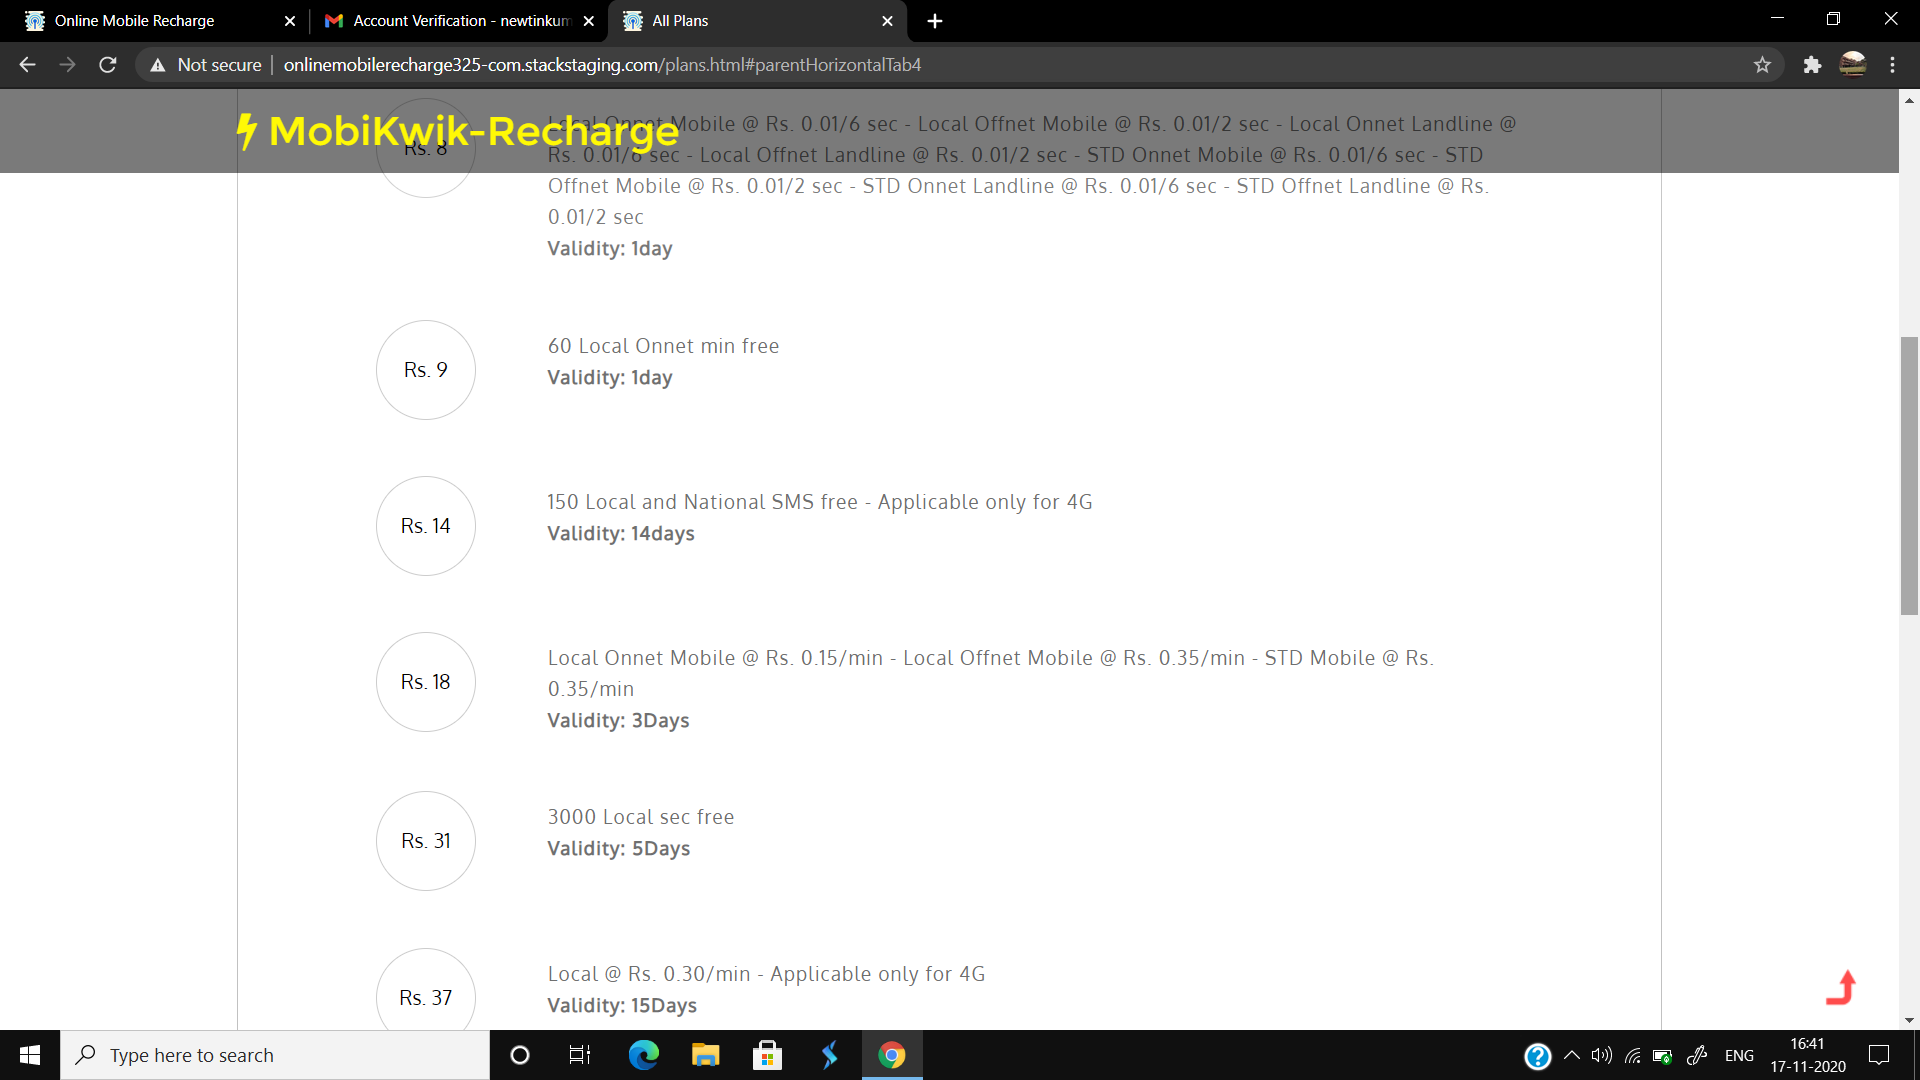 Online Mobile Recharge
Account Verification - newtinkum
All Plans
Not secure
onlinemobilerecharge325-com.stackstaging.com/plans.html#parentHorizontalTab4
MobiKwik-Recharge
Rs. 8
Local Onnet Mobile @ Rs. 0.01/6 sec - Local Offnet Mobile @ Rs. 0.01/2 sec - Local Onnet Landline @
Rs. 0.01/6 sec - Local Offnet Landline @ Rs. 0.01/2 sec - STD Onnet Mobile @ Rs. 0.01/6 sec - STD
Offnet Mobile @ Rs. 0.01/2 sec - STD Onnet Landline @ Rs. 0.01/6 sec - STD Offnet Landline @ Rs.
0.01/2 sec
Validity: 1day
Rs. 9
60 Local Onnet min free
Validity: 1day
Rs. 14
150 Local and National SMS free - Applicable only for 4G
Validity: 14days
Rs. 18
Local Onnet Mobile @ Rs. 0.15/min - Local Offnet Mobile @ Rs. 0.35/min - STD Mobile @ Rs.
0.35/min
Validity: 3Days
Rs. 31
3000 Local sec free
Validity: 5Days
Rs. 37
Local @ Rs. 0.30/min - Applicable only for 4G
Validity: 15Days
Type here to search
ENG
16:41
17-11-2020